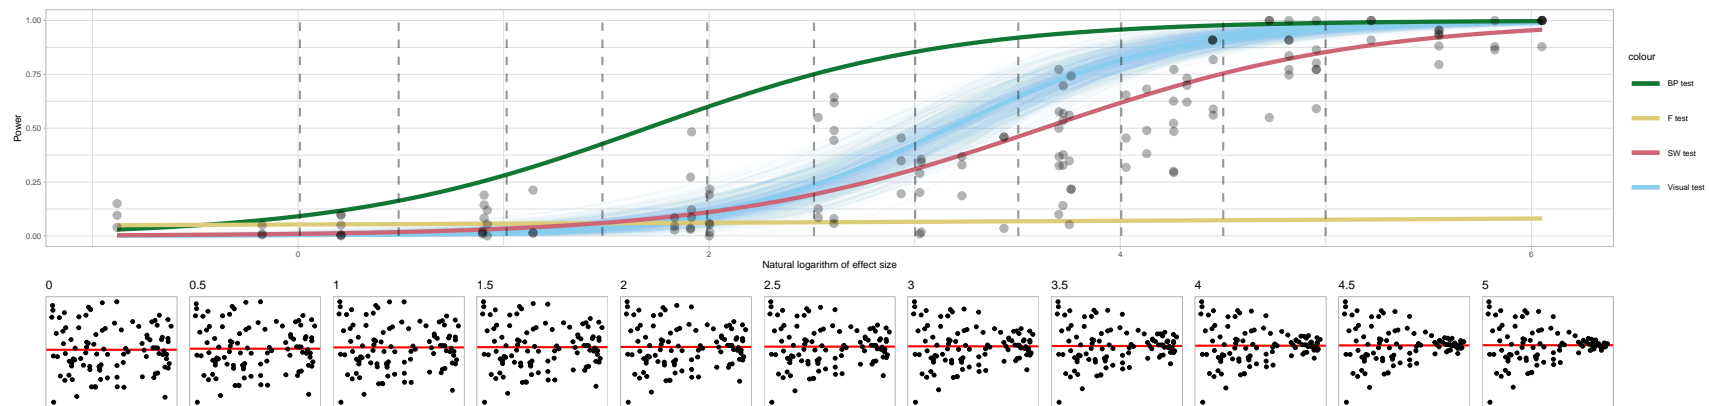 1.00
0.75
0.50
0.25
0.00
Power
0 2 4 6
Natural logarithm of effect size
colour
BP test
F test
SW test
Visual test
0 0.5 1 1.5 2 2.5 3 3.5 4 4.5 5